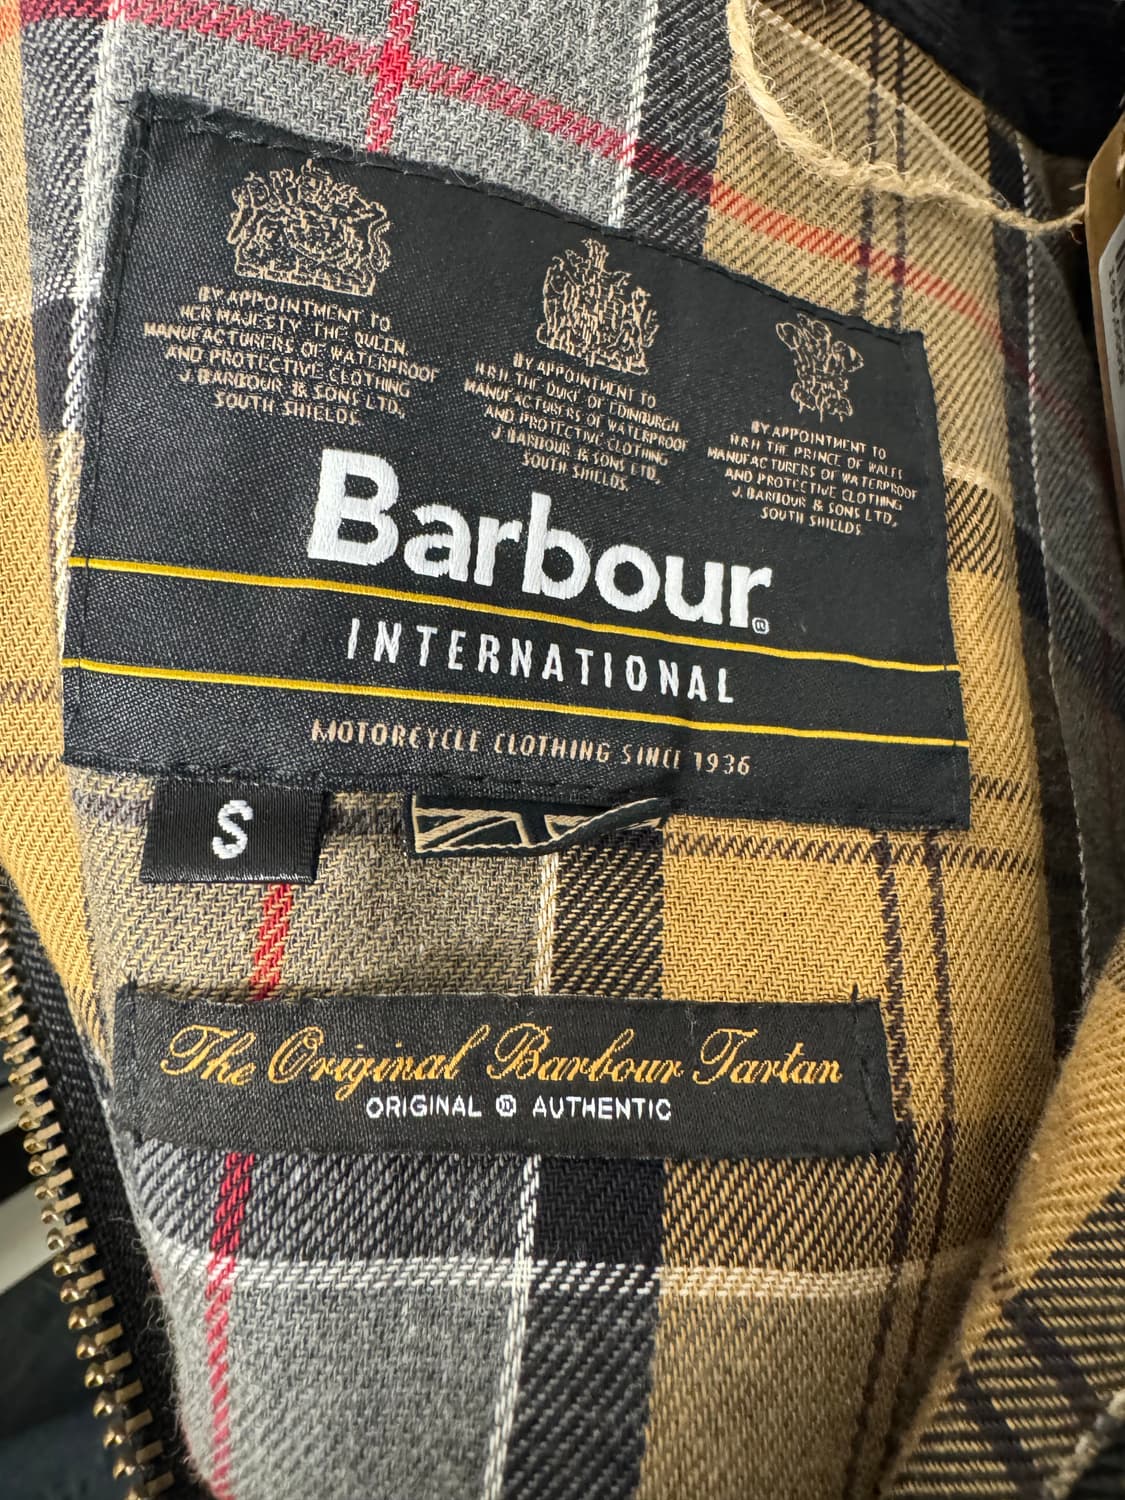 BY APPOINTMENT TO
HER MAJESTY THE QUEEN,
MANUFACTURERS OF WATERPROOF
AND PROTECTIVE CLOTHING
J. BARBOUR & SONS LTD,
SOUTH SHIELDS.
BY APPOINTMENT TO
H.R.H THE DUKE OF EDINBURGH
MANUFACTURERS OF WATERPROOF
AND PROTECTIVE CLOTHING
J. BARBOUR & SONS LTD,
SOUTH SHIELDS.
BY APPOINTMENT TO
H.R.H THE PRINCE OF WALES
MANUFACTURERS OF WATERPROOF
AND PROTECTIVE CLOTHING
J. BARBOUR & SONS LTD,
SOUTH SHIELDS
Barbour®
INTERNATIONAL
MOTORCYCLE CLOTHING SINCE 1936
S
The Original Barbour Tartan
ORIGINAL ® AUTHENTIC